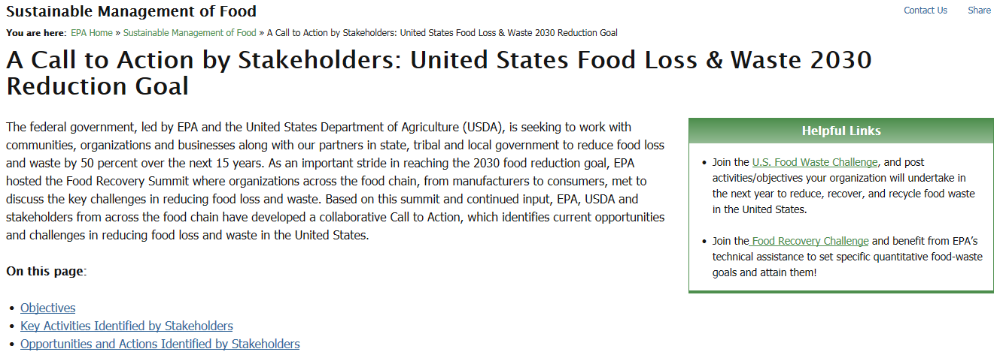 Sustainable Management of Food
Contact Us Share
You are here: EPA Home » Sustainable Management of Food » A Call to Action by Stakeholders: United States Food Loss & Waste 2030 Reduction Goal
A Call to Action by Stakeholders: United States Food Loss & Waste 2030
Reduction Goal
The federal government, led by EPA and the United States Department of Agriculture (USDA), is seeking to work with
communities, organizations and businesses along with our partners in state, tribal and local government to reduce food loss
and waste by 50 percent over the next 15 years. As an important stride in reaching the 2030 food reduction goal, EPA
hosted the Food Recovery Summit where organizations across the food chain, from manufacturers to consumers, met to
discuss the key challenges in reducing food loss and waste. Based on this summit and continued input, EPA, USDA and
stakeholders from across the food chain have developed a collaborative Call to Action, which identifies current opportunities
and challenges in reducing food loss and waste in the United States.
On this page:
• Objectives
• Key Activities Identified by Stakeholders
• Opportunities and Actions Identified by Stakeholders
Helpful Links
• Join the U.S. Food Waste Challenge, and post
activities/objectives your organization will undertake in
the next year to reduce, recover, and recycle food waste
in the United States.
• Join the Food Recovery Challenge and benefit from EPA's
technical assistance to set specific quantitative food-waste
goals and attain them!